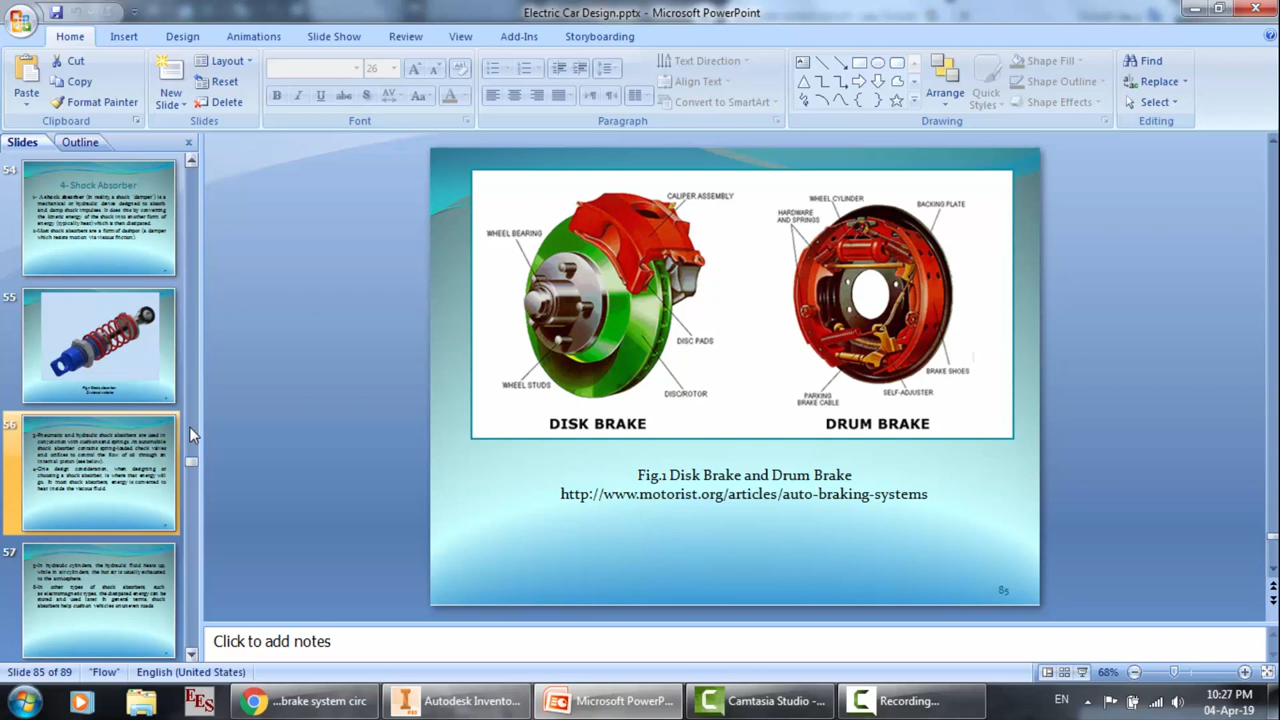 Electric Car Design.pptx - Microsoft PowerPoint
Home Insert Design Animations Slide Show Review View Add-Ins Storyboarding
Paste
Cut
Copy
Format Painter
Clipboard
New Slide
Layout
Reset
Delete
Slides
26
Font
Text Direction
Align Text
Convert to SmartArt
Paragraph
Arrange
Quick Styles
Shape Fill
Shape Outline
Shape Effects
Drawing
Find
Replace
Select
Editing
Slides Outline
54
4- Shock Absorber
55
56
57
CALIPER ASSEMBLY
WHEEL BEARING
DISC PADS
WHEEL STUDS
DISC/ROTOR
DISK BRAKE
WHEEL CYLINDER
HARDWARE AND SPRINGS
BACKING PLATE
BRAKE SHOES
SELF-ADJUSTER
PARKING BRAKE CABLE
DRUM BRAKE
Fig.1 Disk Brake and Drum Brake
http://www.motorist.org/articles/auto-braking-systems
85
Click to add notes
Slide 85 of 89 "Flow" English (United States) 68%
EES
...brake system circ
Autodesk Invento...
Microsoft PowerP...
Camtasia Studio -...
Recording...
EN
10:27 PM
04-Apr-19